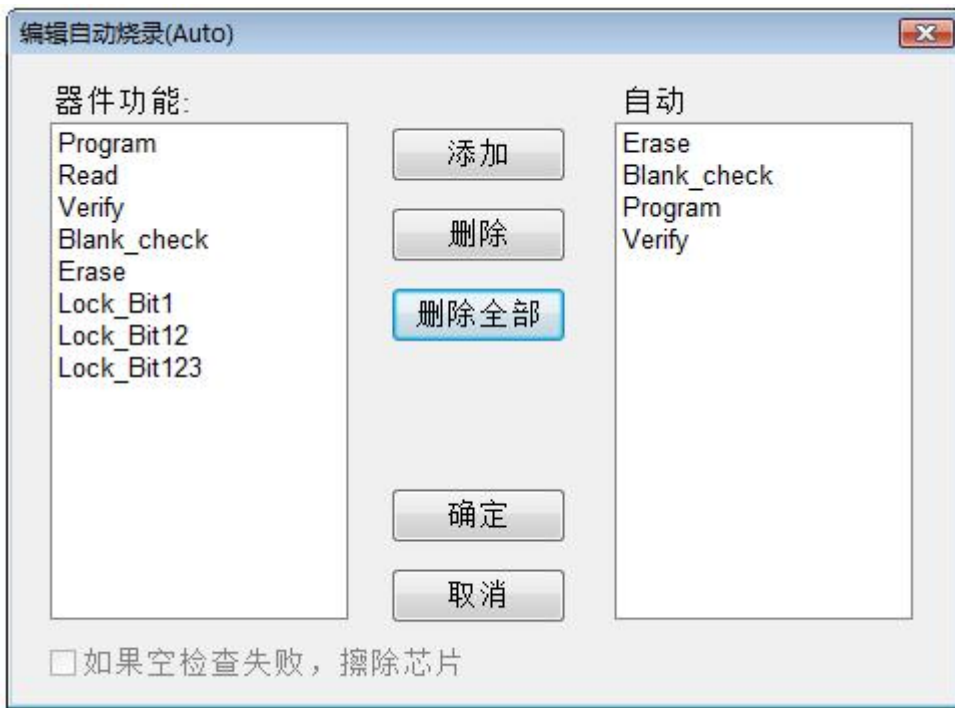 编辑自动烧录(Auto)
器件功能:
Program
Read
Verify
Blank_check
Erase
Lock_Bit1
Lock_Bit12
Lock_Bit123
添加
删除
删除全部
确定
取消
自动
Erase
Blank_check
Program
Verify
如果空检查失败，擦除芯片